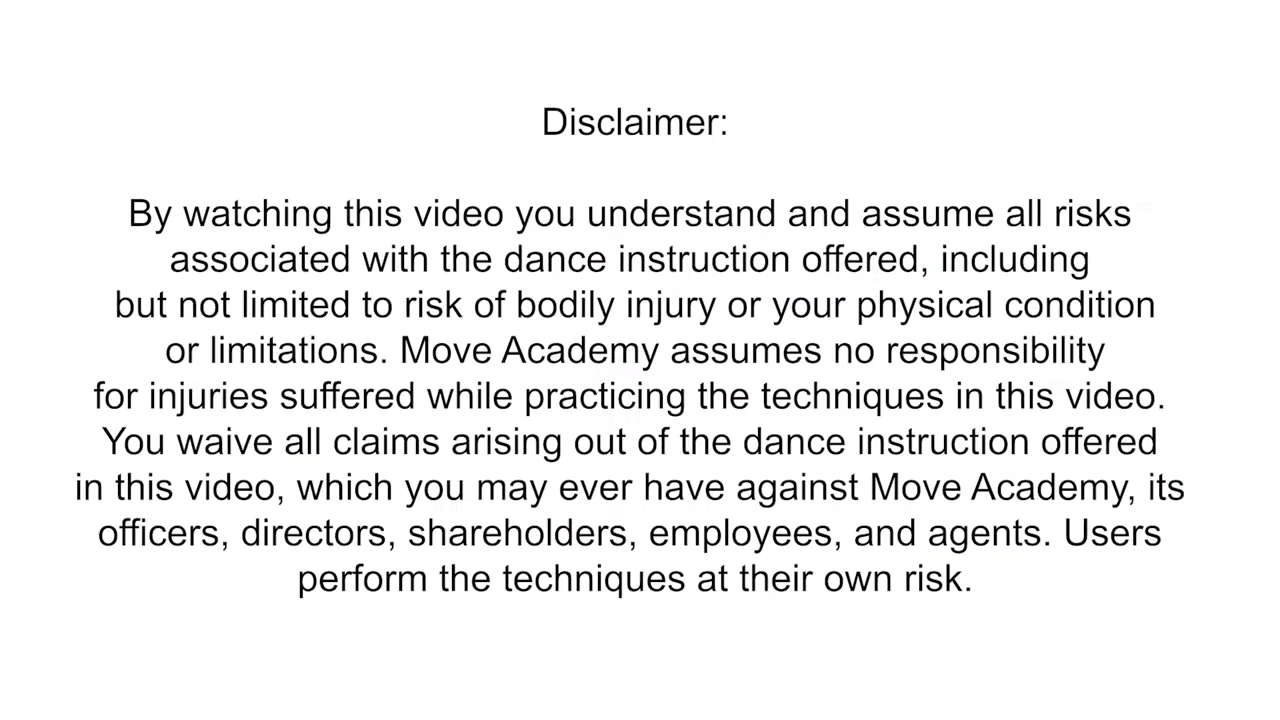 Disclaimer:
By watching this video you understand and assume all risks
associated with the dance instruction offered, including
but not limited to risk of bodily injury or your physical condition
or limitations. Move Academy assumes no responsibility
for injuries suffered while practicing the techniques in this video.
You waive all claims arising out of the dance instruction offered
in this video, which you may ever have against Move Academy, its
officers, directors, shareholders, employees, and agents. Users
perform the techniques at their own risk.